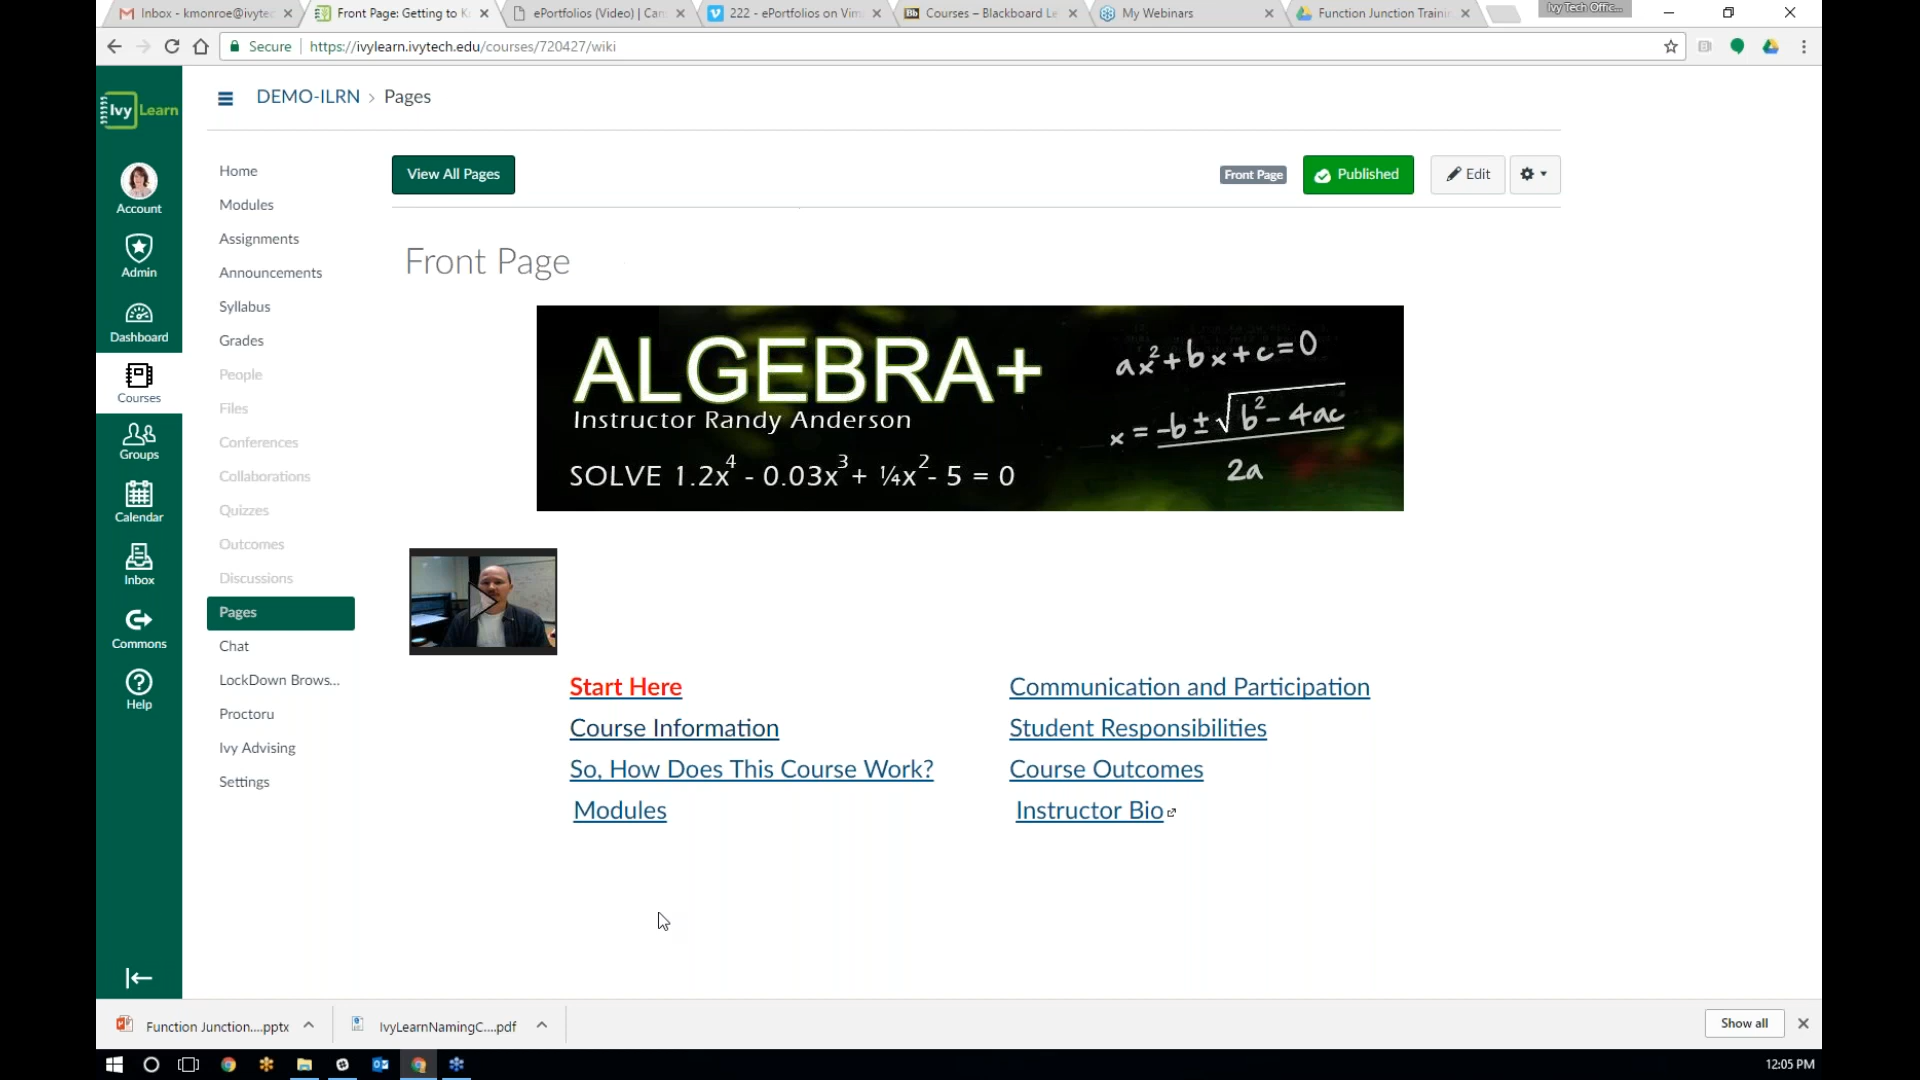 Inbox - kmonroe@ivytec
Front Page: Getting to K
ePortfolios (Video) | Can
222 - ePortfolios on Vim
Courses – Blackboard Le
My Webinars
Function Junction Traini
Ivy Tech Offic...
Secure
https://ivylearn.ivytech.edu/courses/720427/wiki
Ivy Learn
DEMO-ILRN > Pages
Account
Admin
Dashboard
Courses
Groups
Calendar
Inbox
Commons
Help
Home
Modules
Assignments
Announcements
Syllabus
Grades
People
Files
Conferences
Collaborations
Quizzes
Outcomes
Discussions
Pages
Chat
LockDown Brows...
Proctoru
Ivy Advising
Settings
View All Pages
Front Page
Published
Edit
Front Page
ALGEBRA+
Instructor Randy Anderson
SOLVE 1.2x⁴ - 0.03x³ + ¼x² - 5 = 0
ax²+bx+c=0
x = -b ± √b² - 4ac
2a
Start Here
Course Information
So, How Does This Course Work?
Modules
Communication and Participation
Student Responsibilities
Course Outcomes
Instructor Bio
Function Junction....pptx
IvyLearnNamingC....pdf
Show all
12:05 PM